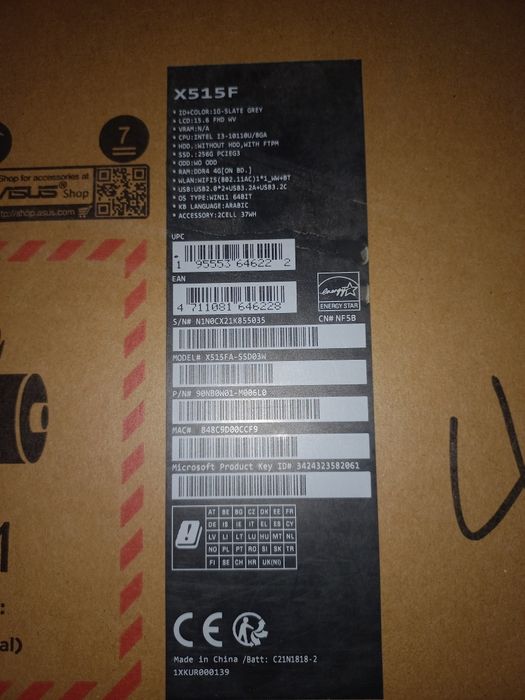 X515F
* ID+COLOR:1G-SLATE GREY
* LCD:15.6 FHD WV
* VRAM:N/A
* CPU:INTEL I3-10110U/BGA
* HDD.:WITHOUT HDD,WITH FTPM
* SSD.:256G PCIEG3
* ODD:WO ODD
* RAM:DDR4 4G[ON BD.]
* WLAN:WIFI5(802.11AC)1*1_WW+BT
* USB:USB2.0*2+USB3.2A+USB3.2C
* OS TYPE:WIN11 64BIT
* KB LANGUAGE:ARABIC
* ACCESSORY:2CELL 37WH
UPC
1 95553 64622 2
EAN
4 711081 646228
energy
ENERGY STAR
S/N# N1N0CX21K855035
CN# NF5B
MODEL# X515FA-SSD03W
P/N# 90NB0W01-M006L0
MAC# B48C9D00CCF9
Microsoft Product Key ID# 3424323582061
AT BE BG CZ DK EE FR
DE IS IE IT EL ES CY
LV LI LT LU HU MT NL
NO PL PT RO SI SK TR
FI SE CH HR UK(NI)
CE
Made in China /Batt: C21N1818-2
1XKUR000139
7
Shop for accessories at
ASUS Shop
http://shop.asus.com
1
:
al)